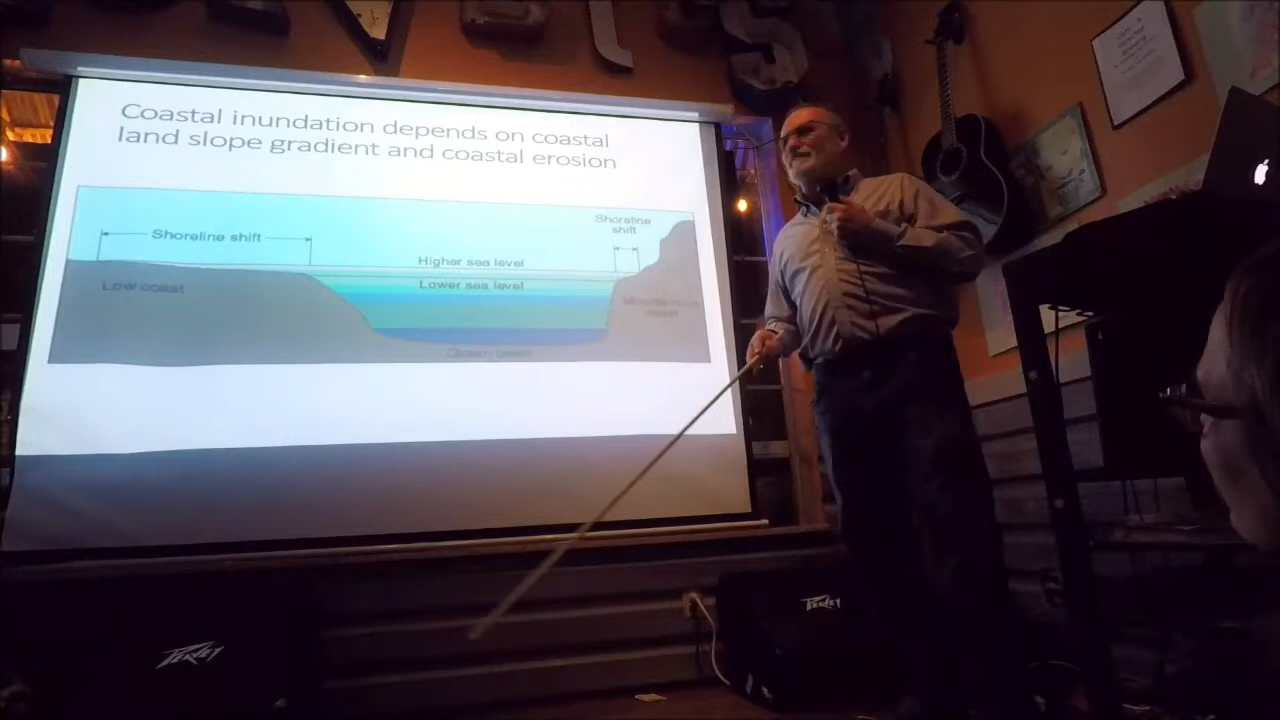 Coastal inundation depends on coastal
land slope gradient and coastal erosion
Shoreline
shift
Shoreline shift
Higher sea level
Lower sea level
Low coast
PEAVEY
PEAVEY